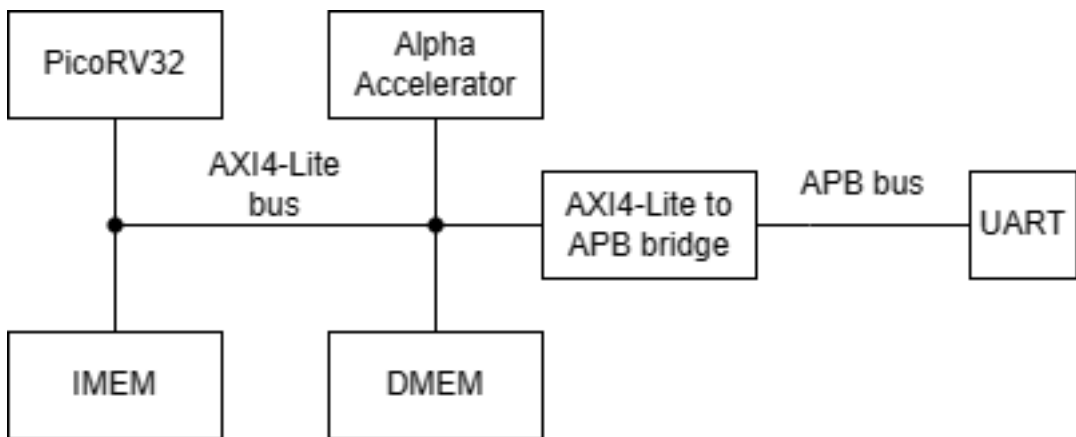 PicoRV32
Alpha
Accelerator
AXI4-Lite
bus
AXI4-Lite to
APB bridge
APB bus
UART
IMEM
DMEM